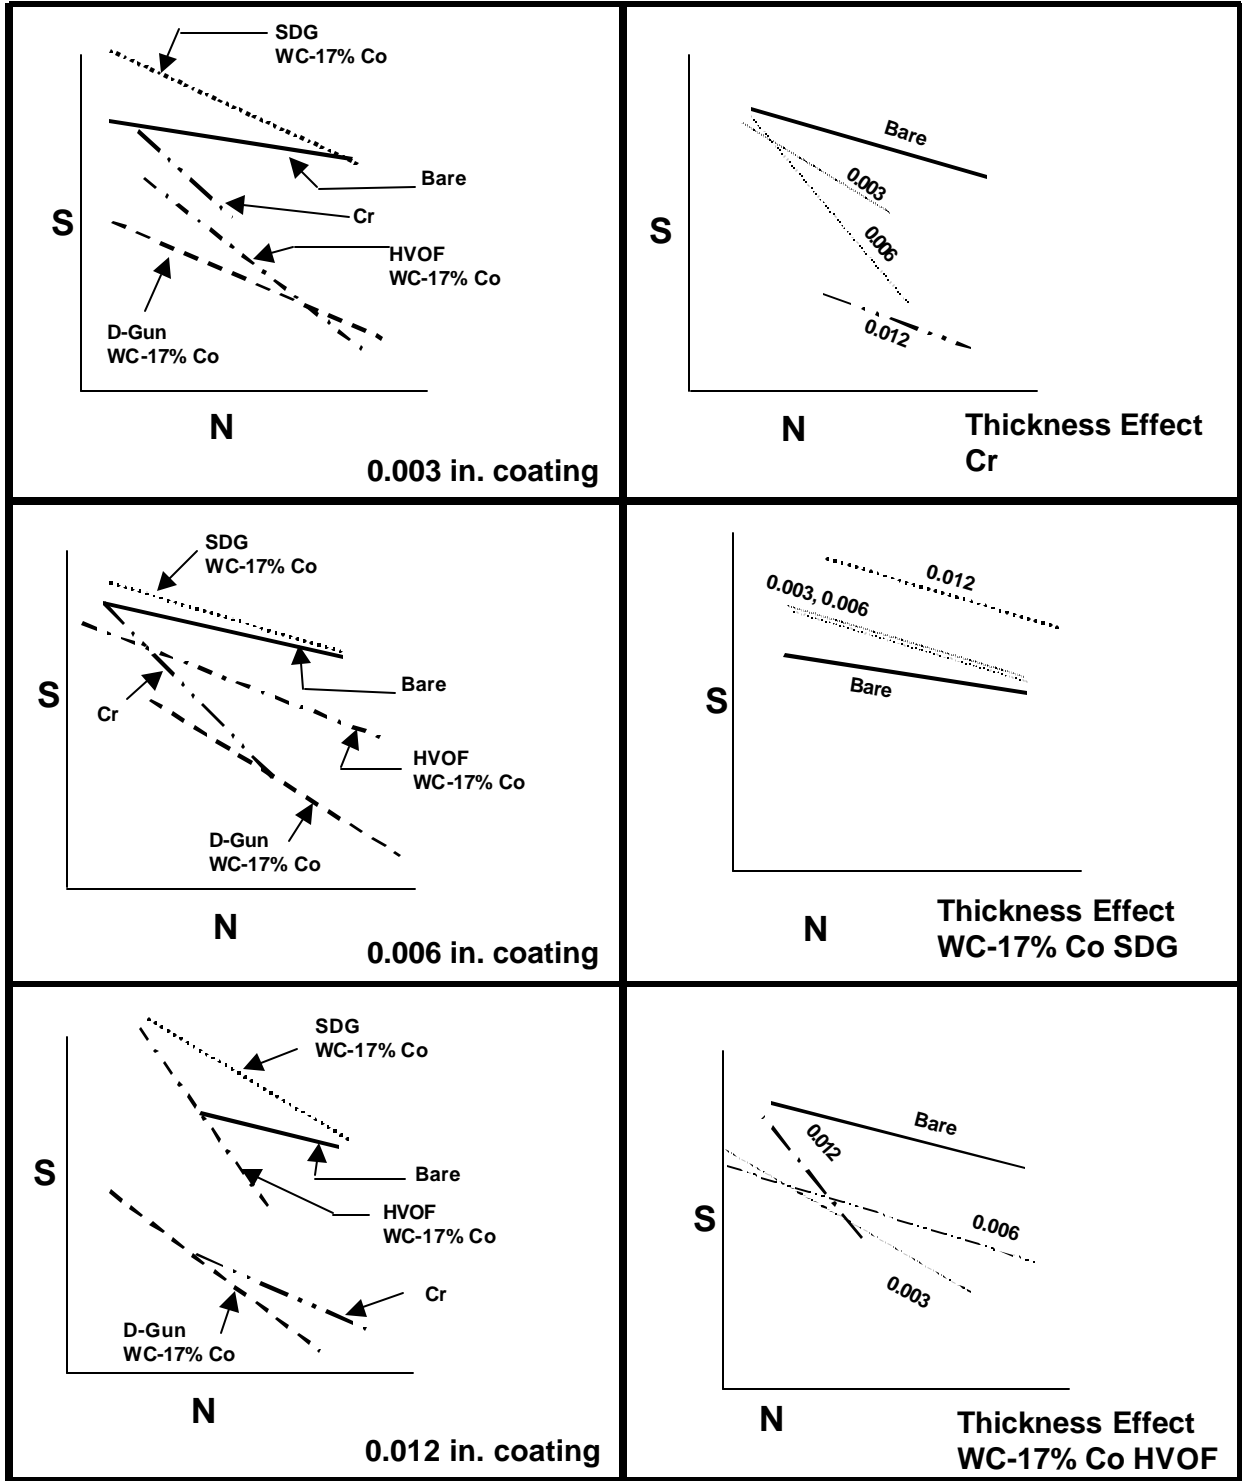 SDG
WC-17% Co
Bare
Cr
HVOF
WC-17% Co
D-Gun
WC-17% Co
S
N
0.003 in. coating
Bare
0.003
0.006
0.012
S
N
Thickness Effect
Cr
SDG
WC-17% Co
Bare
Cr
HVOF
WC-17% Co
D-Gun
WC-17% Co
S
N
0.006 in. coating
0.012
0.003, 0.006
Bare
S
N
Thickness Effect
WC-17% Co SDG
SDG
WC-17% Co
Bare
HVOF
WC-17% Co
Cr
D-Gun
WC-17% Co
S
N
0.012 in. coating
Bare
0.012
0.006
0.003
S
N
Thickness Effect
WC-17% Co HVOF